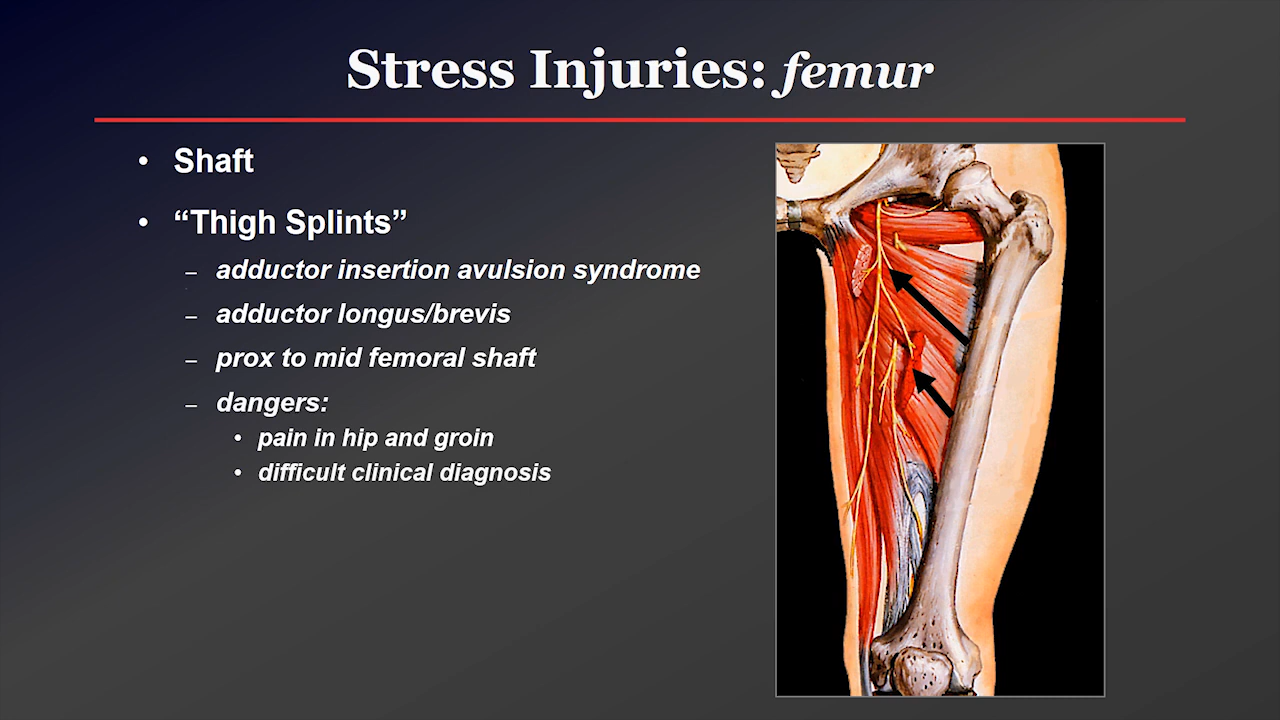 Stress Injuries: femur
• Shaft
• “Thigh Splints”
– adductor insertion avulsion syndrome
– adductor longus/brevis
– prox to mid femoral shaft
– dangers:
• pain in hip and groin
• difficult clinical diagnosis